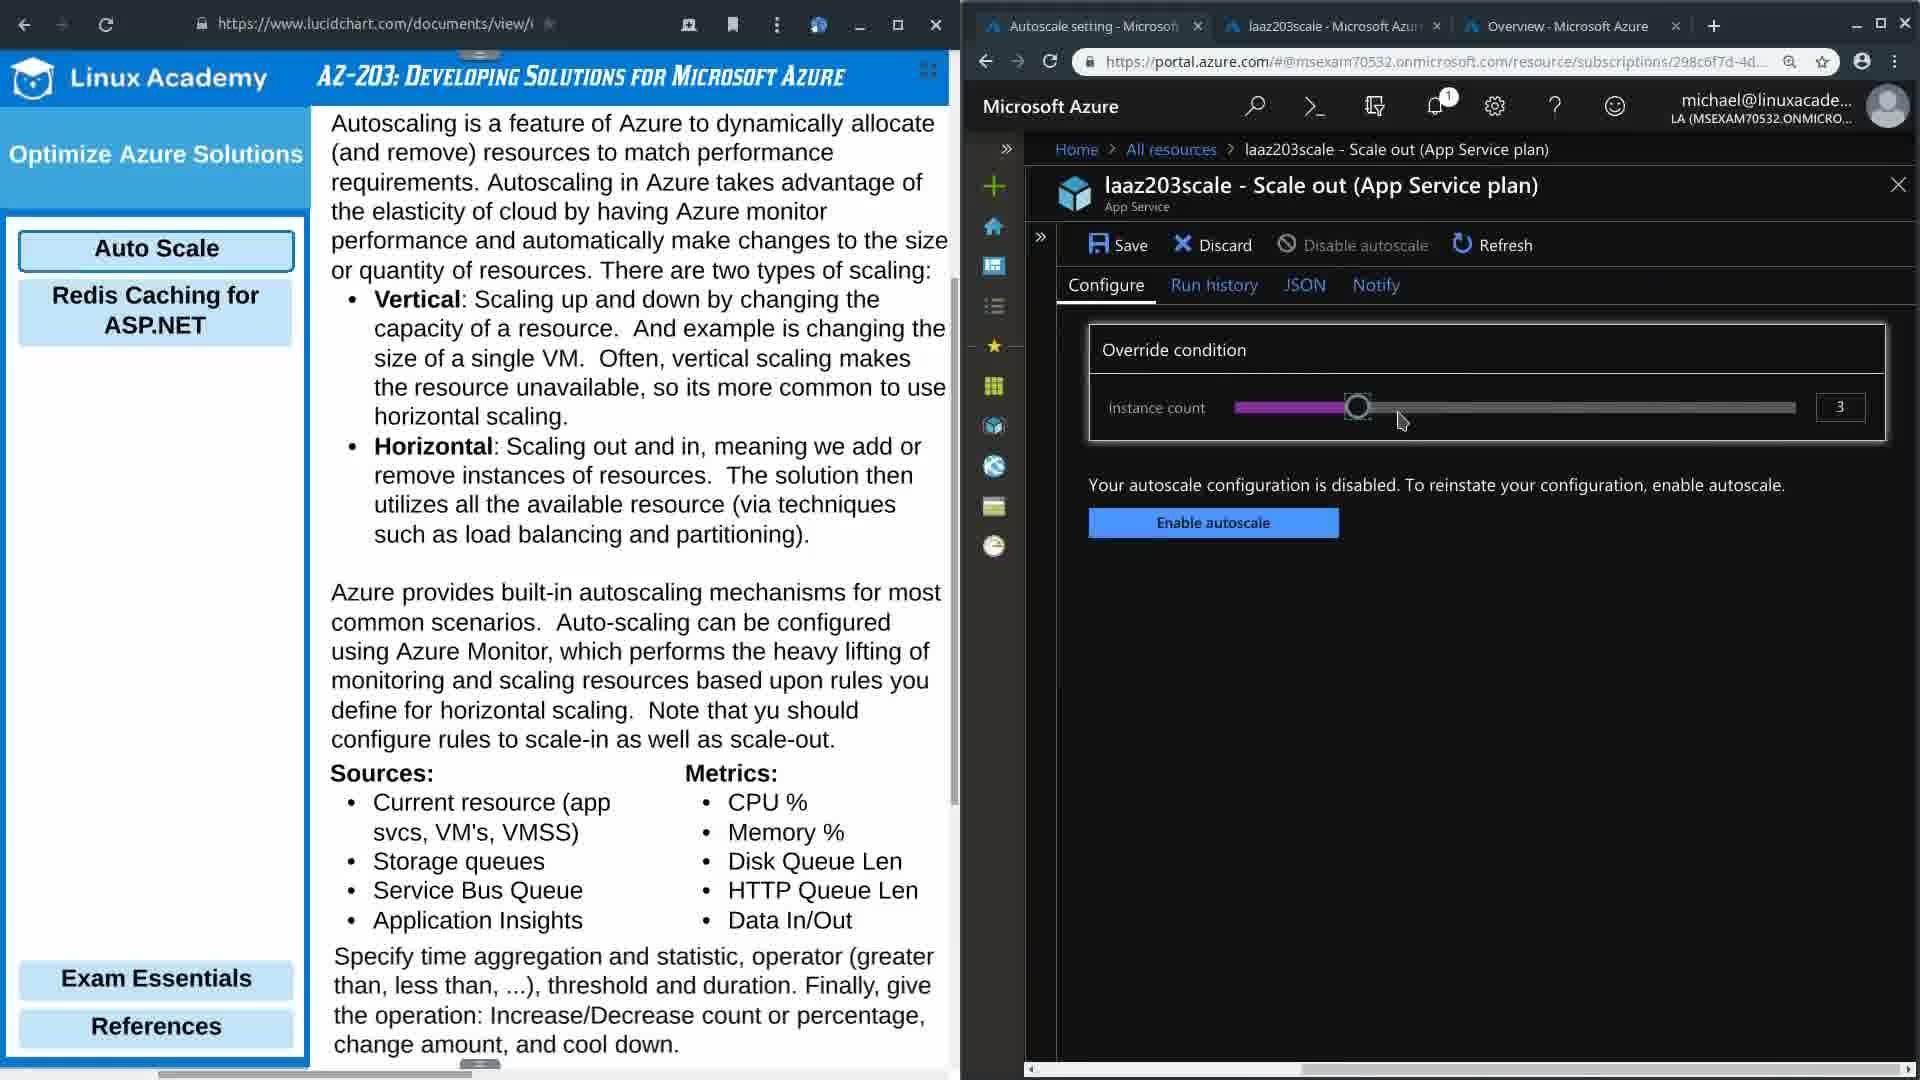 https://www.lucidchart.com/documents/view/
Linux Academy
AZ-203: Developing Solutions for Microsoft Azure
Optimize Azure Solutions
Auto Scale
Redis Caching for
ASP.NET
Exam Essentials
References
Autoscaling is a feature of Azure to dynamically allocate
(and remove) resources to match performance
requirements. Autoscaling in Azure takes advantage of
the elasticity of cloud by having Azure monitor
performance and automatically make changes to the size
or quantity of resources. There are two types of scaling:
• Vertical: Scaling up and down by changing the
capacity of a resource. And example is changing the
size of a single VM. Often, vertical scaling makes
the resource unavailable, so its more common to use
horizontal scaling.
• Horizontal: Scaling out and in, meaning we add or
remove instances of resources. The solution then
utilizes all the available resource (via techniques
such as load balancing and partitioning).
Azure provides built-in autoscaling mechanisms for most
common scenarios. Auto-scaling can be configured
using Azure Monitor, which performs the heavy lifting of
monitoring and scaling resources based upon rules you
define for horizontal scaling. Note that yu should
configure rules to scale-in as well as scale-out.
Sources:
• Current resource (app
svcs, VM's, VMSS)
• Storage queues
• Service Bus Queue
• Application Insights
Metrics:
• CPU %
• Memory %
• Disk Queue Len
• HTTP Queue Len
• Data In/Out
Specify time aggregation and statistic, operator (greater
than, less than, ...), threshold and duration. Finally, give
the operation: Increase/Decrease count or percentage,
change amount, and cool down.
Autoscale setting - Microsoft
laaz203scale - Microsoft Azur
Overview - Microsoft Azure
https://portal.azure.com/#@msexam70532.onmicrosoft.com/resource/subscriptions/298c6f7d-4d...
Microsoft Azure
1
michael@linuxacade...
LA (MSEXAM70532.ONMICRO...
Home > All resources > laaz203scale - Scale out (App Service plan)
laaz203scale - Scale out (App Service plan)
App Service
Save Discard Disable autoscale Refresh
Configure Run history JSON Notify
Override condition
Instance count 3
Your autoscale configuration is disabled. To reinstate your configuration, enable autoscale.
Enable autoscale